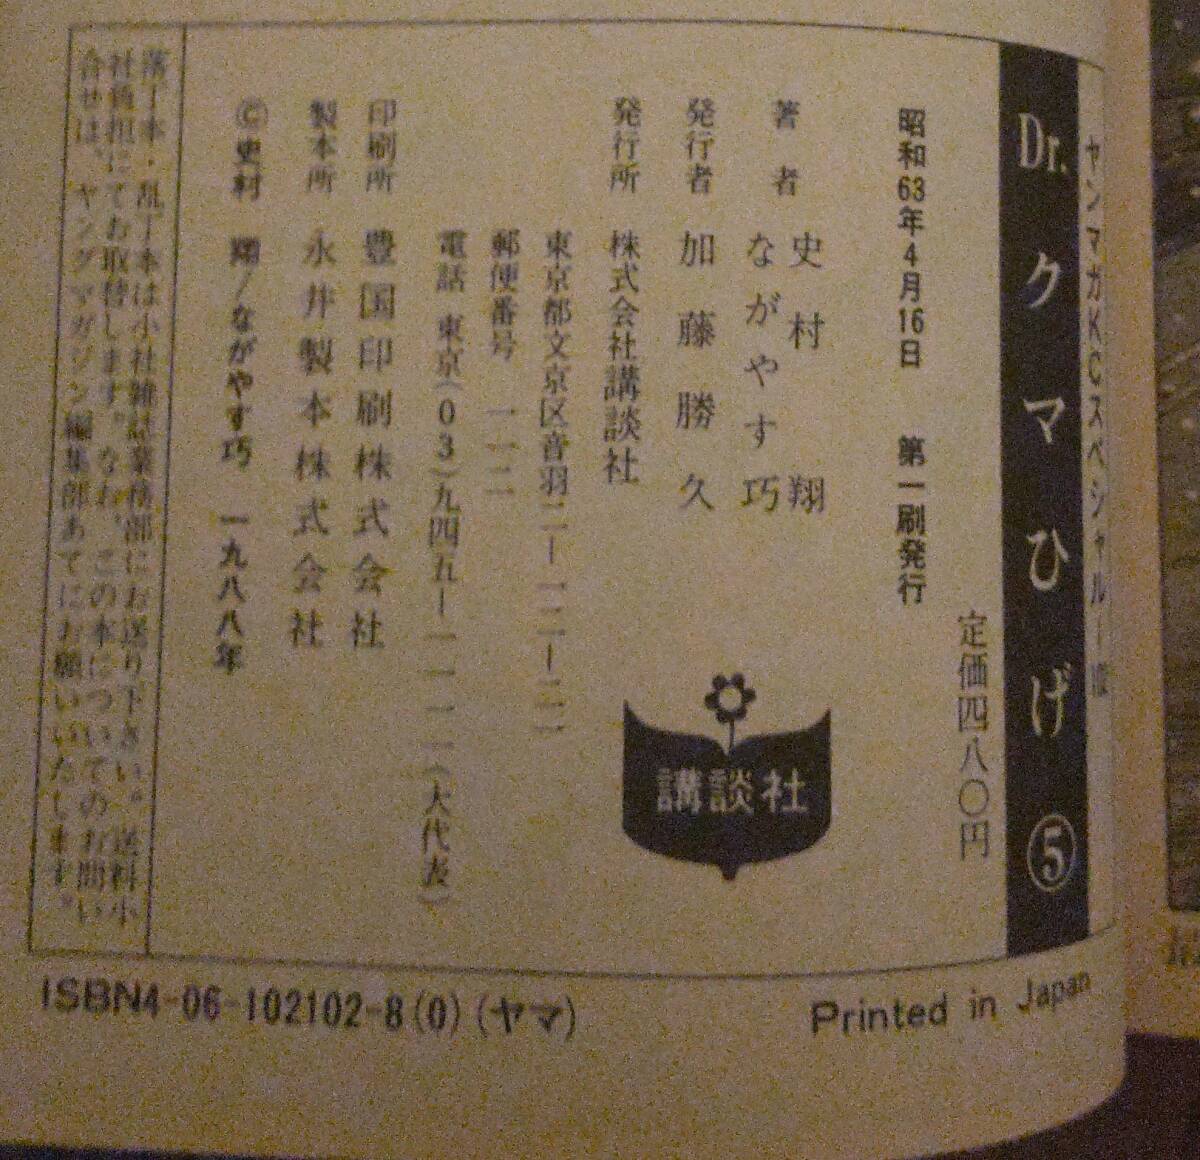 ヤンマガKCスペシャル
Dr.クマひげ⑤
定価四八〇円
昭和63年4月16日 第一刷発行
著者 史村翔
ながやす巧
発行者 加藤勝久
発行所 株式会社講談社
東京都文京区音羽二ー一二ー二一
郵便番号 一一二
電話 東京(03)九四五ー一一一一(大代表)
印刷所 豊国印刷株式会社
製本所 永井製本株式会社
©史村 翔/ながやす巧 一九八八年
落丁本・乱丁本は小社雑誌業務部にお送り下さい。送料小
社負担にてお取替します。なお、この本についてのお問い
合せは、ヤングマガジン編集部あてにお願いいたします。
講談社
ISBN4-06-102102-8(0)(ヤマ)
Printed in Japan